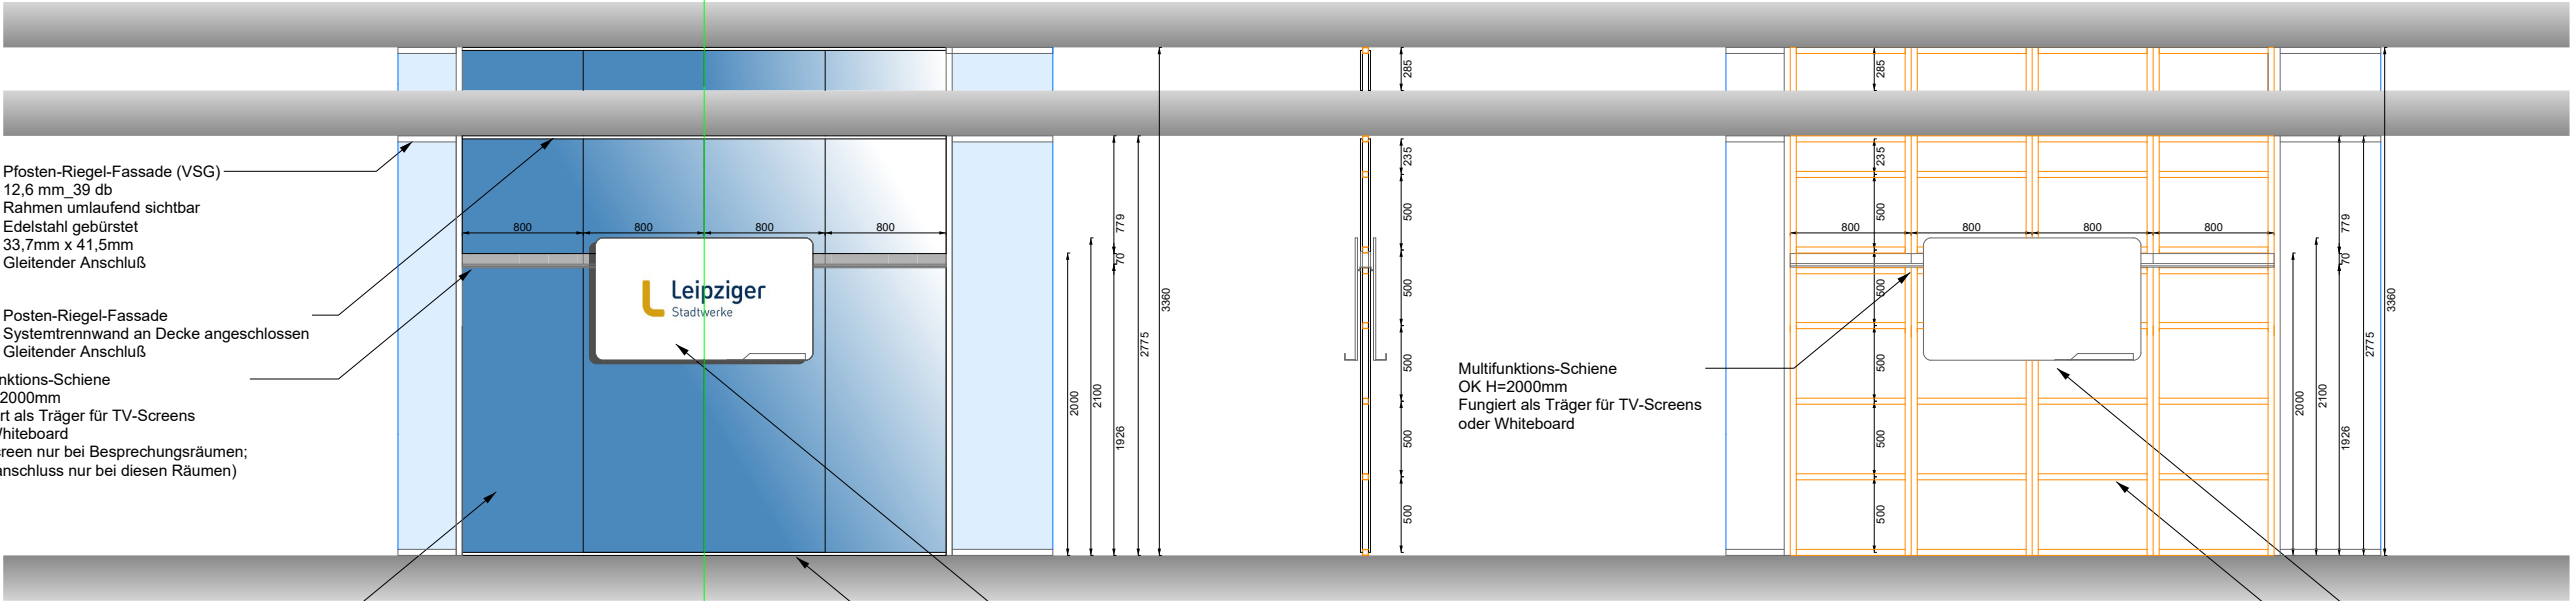 Pfosten-Riegel-Fassade (VSG)
12,6 mm_39 db
Rahmen umlaufend sichtbar
Edelstahl gebürstet
33,7mm x 41,5mm
Gleitender Anschluß
Posten-Riegel-Fassade
Systemtrennwand an Decke angeschlossen
Gleitender Anschluß
nktions-Schiene
2000mm
rt als Träger für TV-Screens
Whiteboard
creen nur bei Besprechungsräumen;
anschluss nur bei diesen Räumen)
800
800
800
800
Leipziger
Stadtwerke
2000
2100
779
70
1926
2775
3360
285
235
500
500
500
500
500
Multifunktions-Schiene
OK H=2000mm
Fungiert als Träger für TV-Screens
oder Whiteboard
285
235
500
500
500
500
500
800
800
800
800
2000
2100
779
70
1926
2775
3360